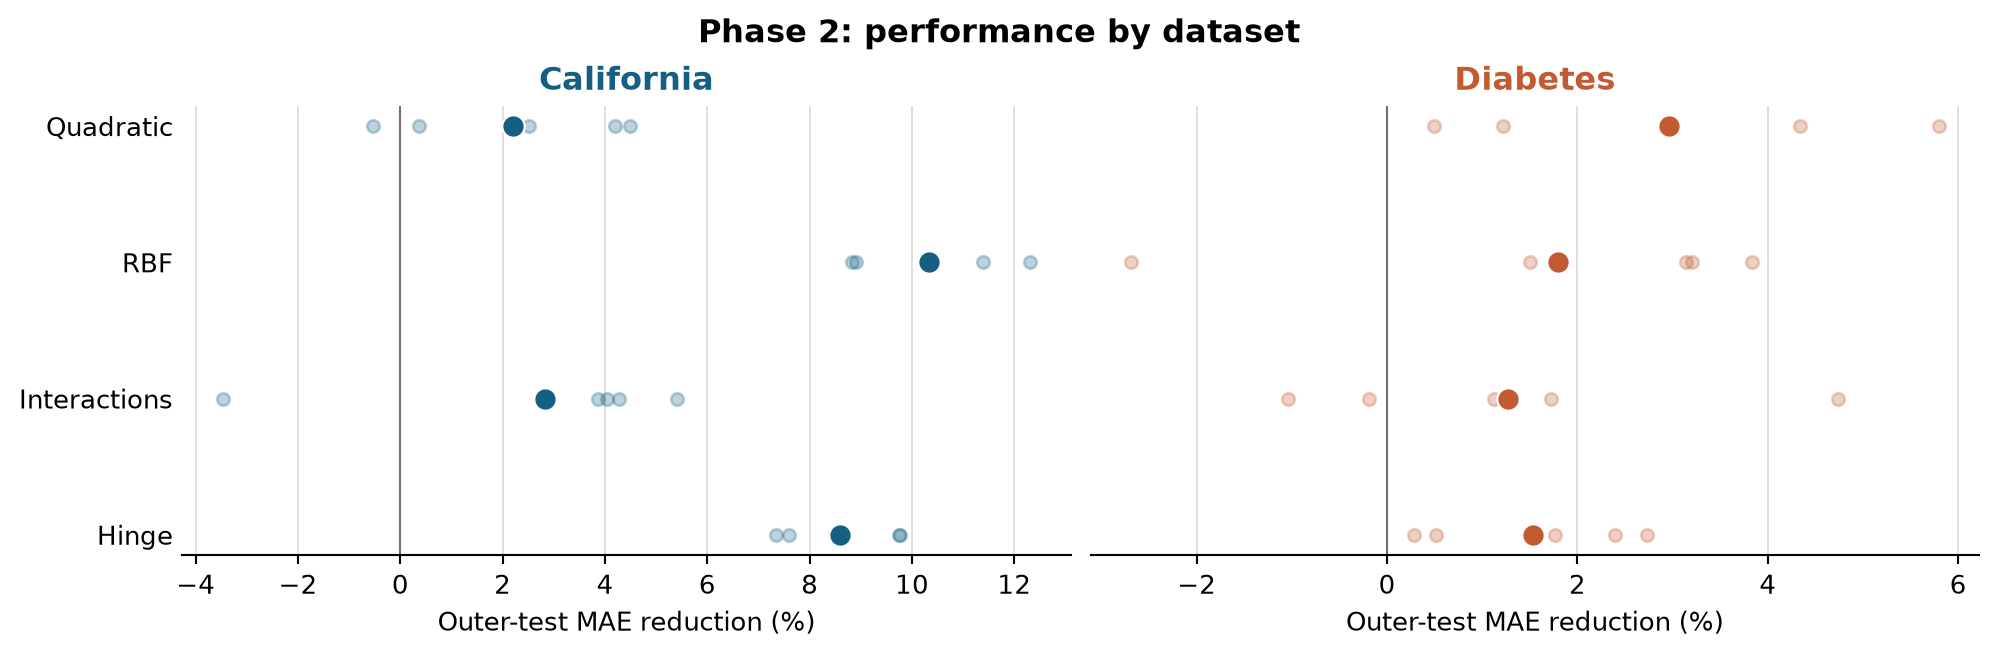 Phase 2: performance by dataset
California
Diabetes
Quadratic
RBF
Interactions
Hinge
−4 −2 0 2 4 6 8 10 12
−2 0 2 4 6
Outer-test MAE reduction (%)
Outer-test MAE reduction (%)